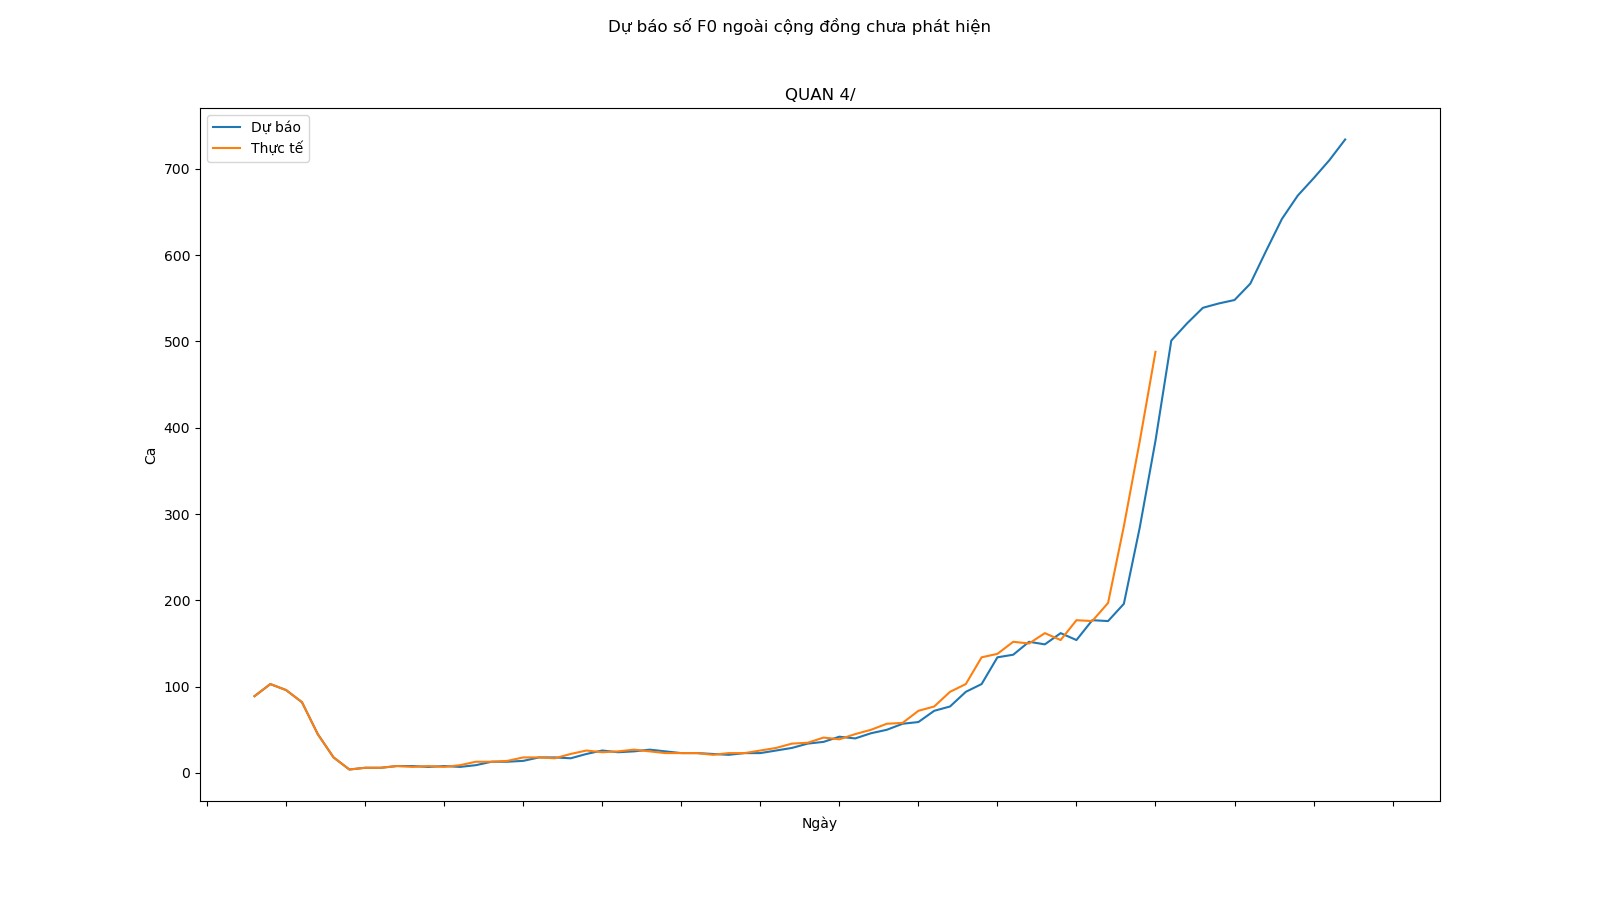 Dự báo số F0 ngoài cộng đồng chưa phát hiện
QUAN 4/
Dự báo
Thực tế
700
600
500
400
300
200
100
0
Ca
Ngày